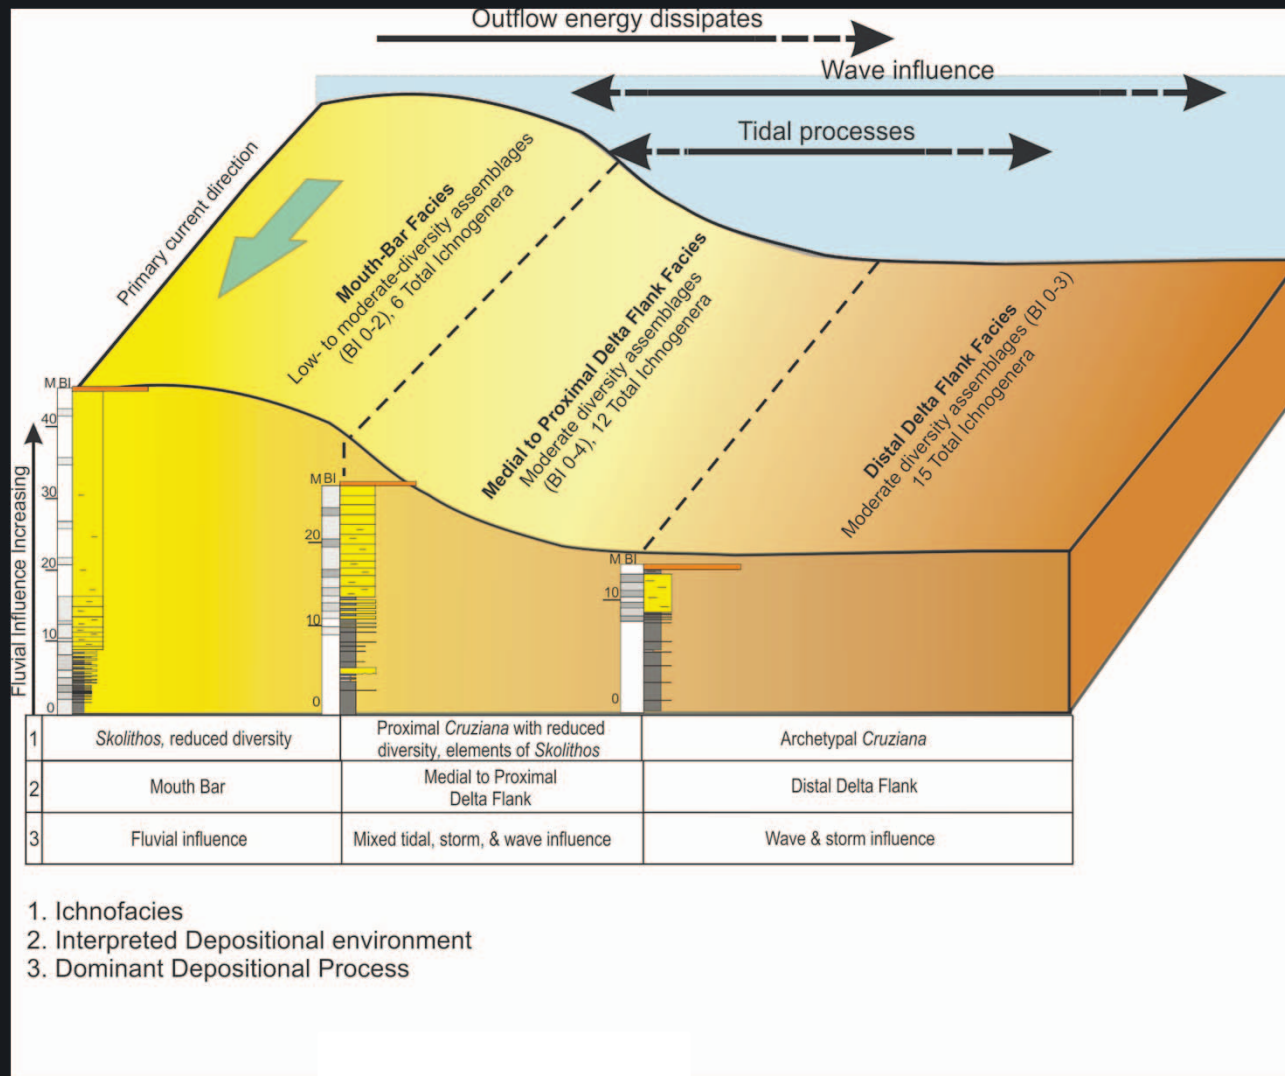 Outflow energy dissipates
Wave influence
Tidal processes
Primary current direction
Mouth-Bar Facies
Low- to moderate-diversity assemblages
(BI 0-2), 6 Total Ichnogenera
Medial to Proximal Delta Flank Facies
Moderate diversity assemblages
(BI 0-4), 12 Total Ichnogenera
Distal Delta Flank Facies
Moderate diversity assemblages (BI 0-3)
15 Total Ichnogenera
Fluvial Influence Increasing
M BI
40
30
20
10
0
M BI
20
10
0
M BI
10
0
1 Skolithos, reduced diversity
Proximal Cruziana with reduced
diversity, elements of Skolithos
Archetypal Cruziana
2 Mouth Bar
Medial to Proximal
Delta Flank
Distal Delta Flank
3 Fluvial influence
Mixed tidal, storm, & wave influence
Wave & storm influence
1. Ichnofacies
2. Interpreted Depositional environment
3. Dominant Depositional Process